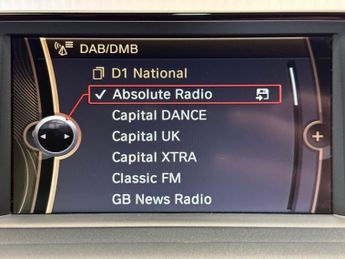 DAB/DMB
D1 National
Absolute Radio
Capital DANCE
Capital UK
Capital XTRA
Classic FM
GB News Radio